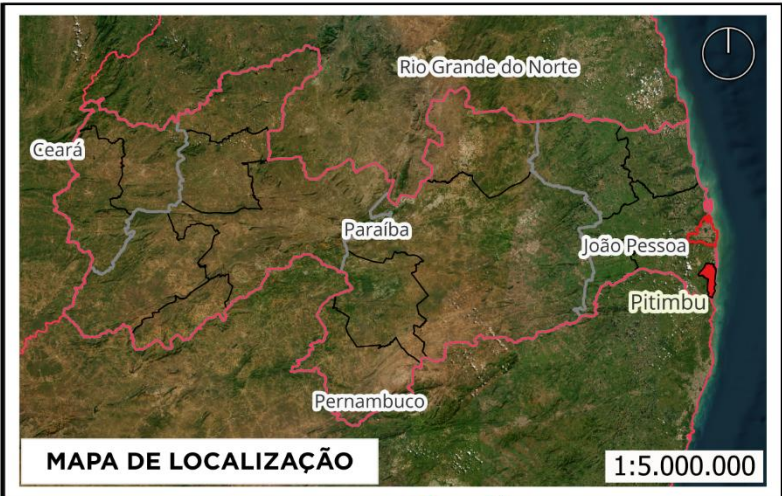 Rio Grande do Norte
Ceará
Paraíba
João Pessoa
Pitimbu
Pernambuco
MAPA DE LOCALIZAÇÃO
1:5.000.000